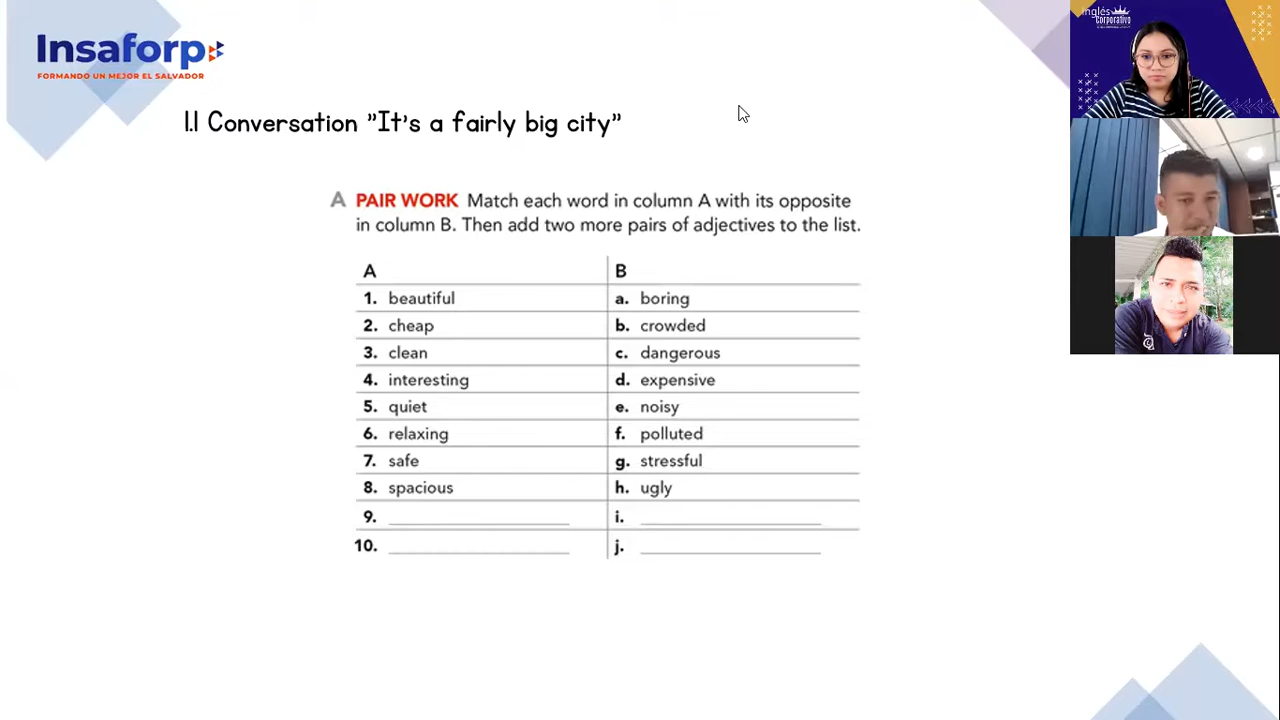 Insaforp
FORMANDO UN MEJOR EL SALVADOR
1.1 Conversation "It's a fairly big city"
A PAIR WORK Match each word in column A with its opposite
in column B. Then add two more pairs of adjectives to the list.
A B
1. beautiful a. boring
2. cheap b. crowded
3. clean c. dangerous
4. interesting d. expensive
5. quiet e. noisy
6. relaxing f. polluted
7. safe g. stressful
8. spacious h. ugly
9. i.
10. j.
inglés
corporativo